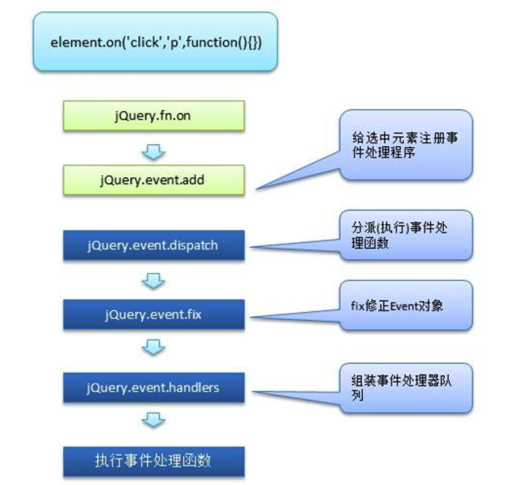 element.on('click','p',function(){})
jQuery.fn.on
给选中元素注册事
件处理程序
jQuery.event.add
分派(执行)事件处
理函数
jQuery.event.dispatch
fix修正Event对象
jQuery.event.fix
组装事件处理器队
列
jQuery.event.handlers
执行事件处理函数